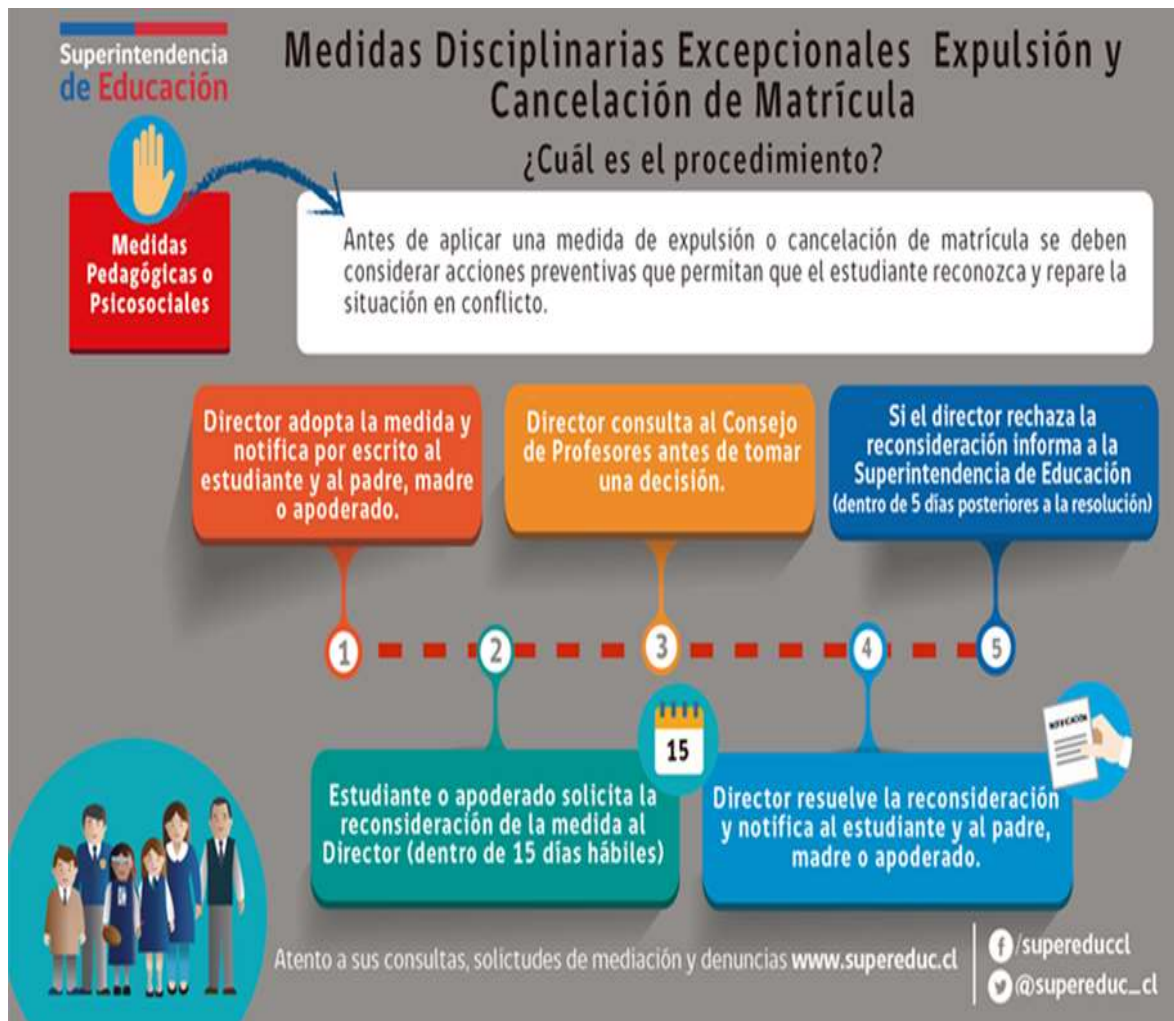 Superintendencia
de Educación
Medidas Disciplinarias Excepcionales Expulsión y
Cancelación de Matrícula
¿Cuál es el procedimiento?
Medidas
Pedagógicas o
Psicosociales
Antes de aplicar una medida de expulsión o cancelación de matrícula se deben
considerar acciones preventivas que permitan que el estudiante reconozca y repare la
situación en conflicto.
Director adopta la medida y
notifica por escrito al
estudiante y al padre, madre
o apoderado.
Director consulta al Consejo
de Profesores antes de tomar
una decisión.
Si el director rechaza la
reconsideración informa a la
Superintendencia de Educación
(dentro de 5 días posteriores a la resolución)
1
2
3
4
5
15
NOTIFICACIÓN
Estudiante o apoderado solicita la
reconsideración de la medida al
Director (dentro de 15 días hábiles)
Director resuelve la reconsideración
y notifica al estudiante y al padre,
madre o apoderado.
Atento a sus consultas, solictudes de mediación y denuncias www.supereduc.cl
/supereduccl
@supereduc_cl